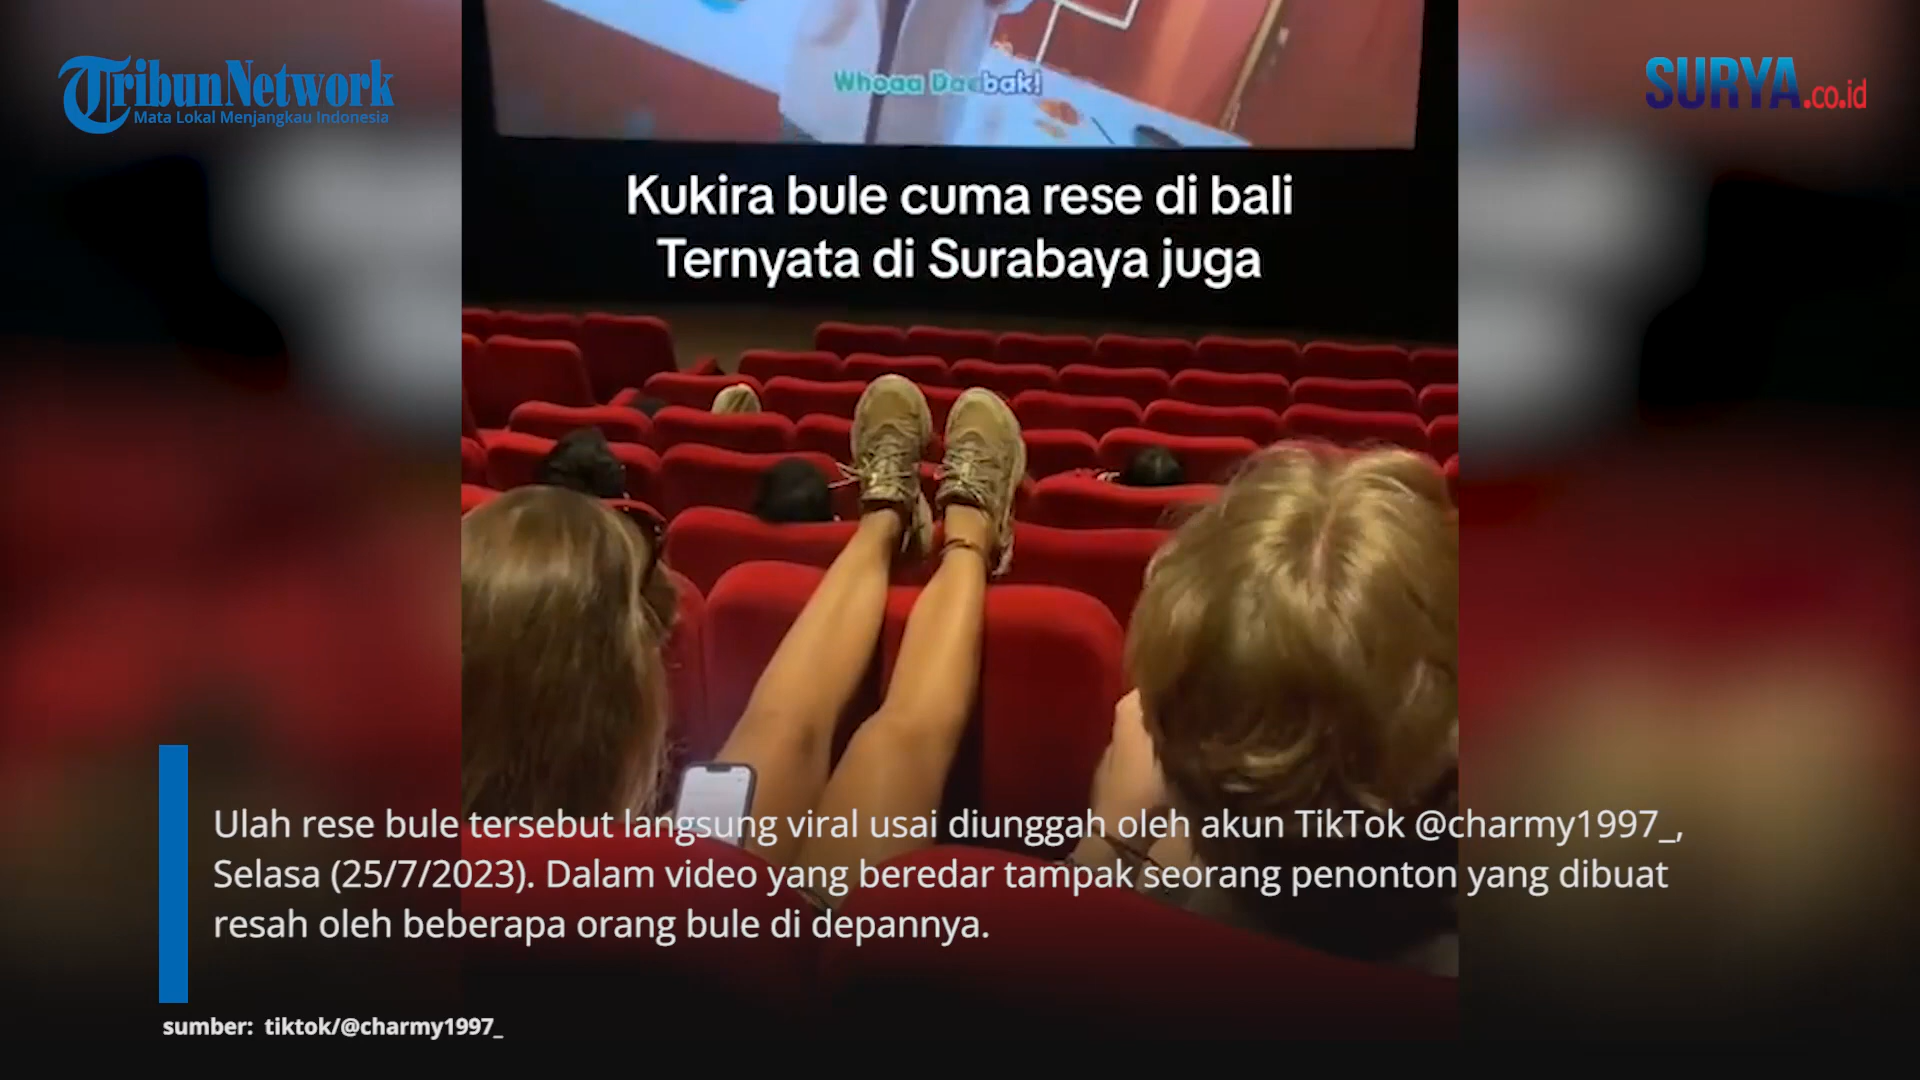 TribunNetwork
Mata Lokal Menjangkau Indonesia
SURYA.co.id
Whoaa Daebak!
Kukira bule cuma rese di bali
Ternyata di Surabaya juga
Ulah rese bule tersebut langsung viral usai diunggah oleh akun TikTok @charmy1997_,
Selasa (25/7/2023). Dalam video yang beredar tampak seorang penonton yang dibuat
resah oleh beberapa orang bule di depannya.
sumber: tiktok/@charmy1997_